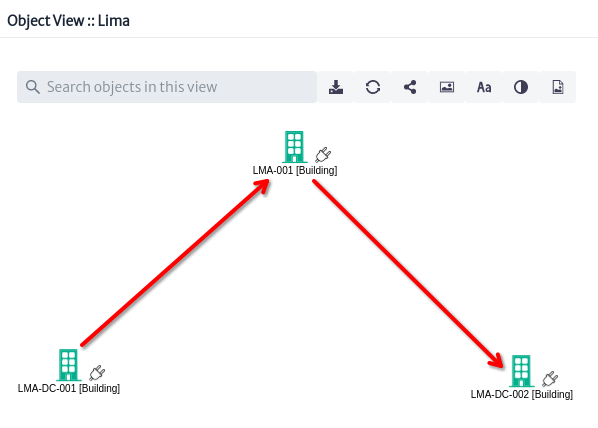 Object View :: Lima
Search objects in this view
Aa
LMA-001 [Building]
LMA-DC-001 [Building]
LMA-DC-002 [Building]